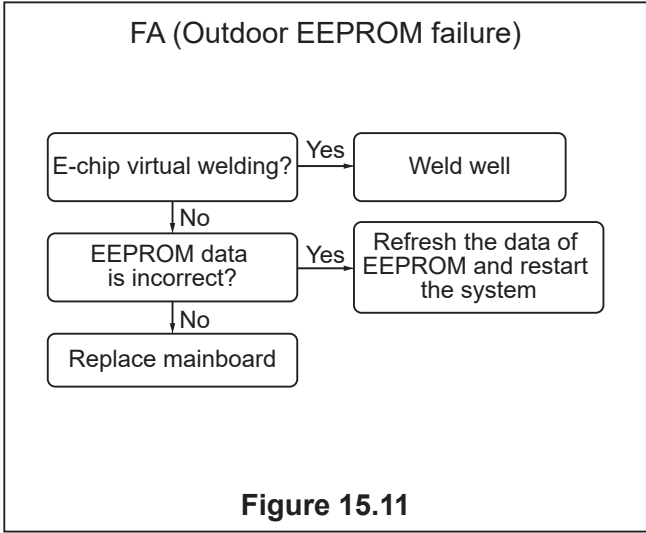 FA (Outdoor EEPROM failure)
E-chip virtual welding?
Yes
Weld well
No
EEPROM data
is incorrect?
Yes
Refresh the data of
EEPROM and restart
the system
No
Replace mainboard
Figure 15.11